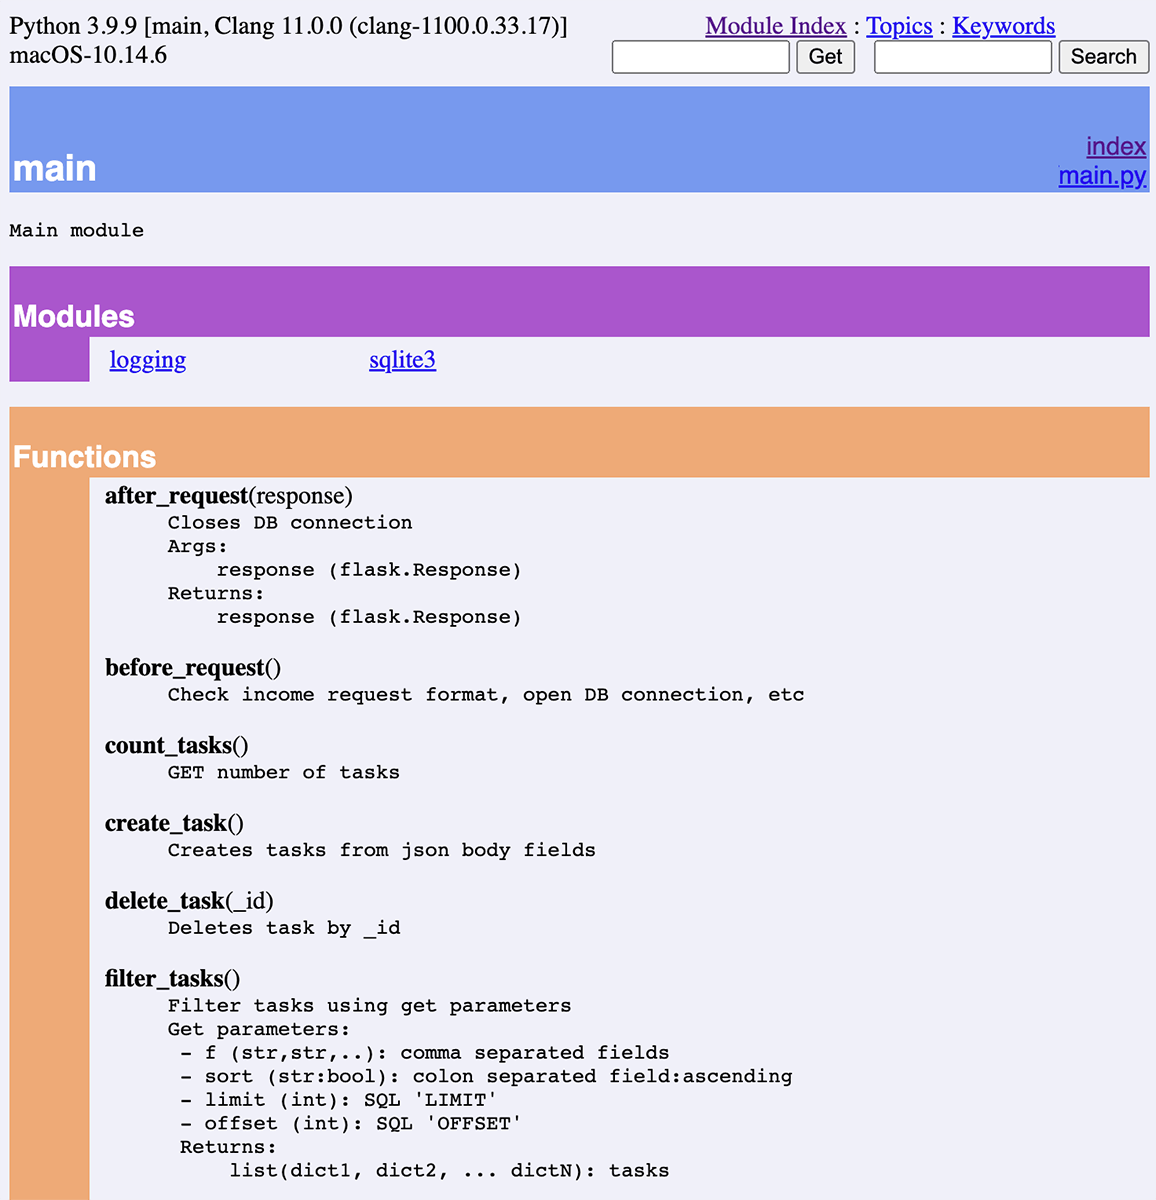 Python 3.9.9 [main, Clang 11.0.0 (clang-1100.0.33.17)]
macOS-10.14.6
Module Index : Topics : Keywords
Get Search
main
index
main.py
Main module
Modules
logging sqlite3
Functions
after_request(response)
Closes DB connection
Args:
response (flask.Response)
Returns:
response (flask.Response)
before_request()
Check income request format, open DB connection, etc
count_tasks()
GET number of tasks
create_task()
Creates tasks from json body fields
delete_task(_id)
Deletes task by _id
filter_tasks()
Filter tasks using get parameters
Get parameters:
- f (str,str,..): comma separated fields
- sort (str:bool): colon separated field:ascending
- limit (int): SQL 'LIMIT'
- offset (int): SQL 'OFFSET'
Returns:
list(dict1, dict2, ... dictN): tasks